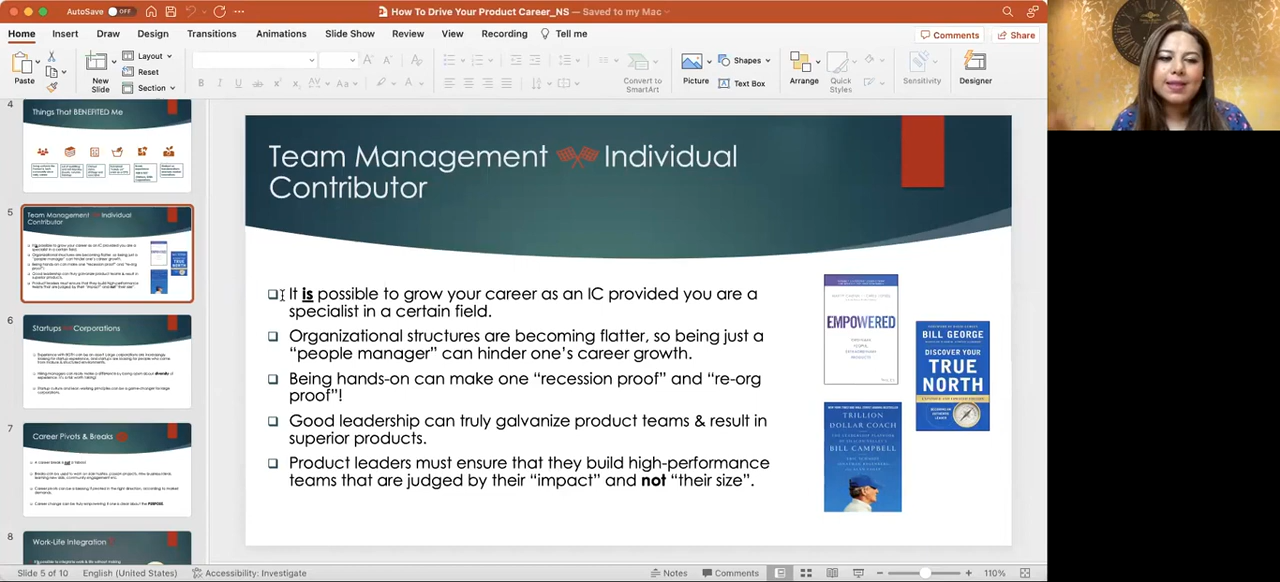 AutoSave OFF
How To Drive Your Product Career_NS — Saved to my Mac
Home Insert Draw Design Transitions Animations Slide Show Review View Recording Tell me
Comments Share
Paste
New Slide
Layout
Reset
Section
Convert to SmartArt
Picture
Shapes
Text Box
Arrange
Quick Styles
Sensitivity
Designer
4
Things That BENEFITED Me
5
Team Management Individual
Contributor
6
Startups Corporations
7
Career Pivots & Breaks
8
Work-Life Integration
Team Management Individual
Contributor
It is possible to grow your career as an IC provided you are a
specialist in a certain field.
Organizational structures are becoming flatter, so being just a
“people manager” can hinder one’s career growth.
Being hands-on can make one “recession proof” and “re-org
proof”!
Good leadership can truly galvanize product teams & result in
superior products.
Product leaders must ensure that they build high-performance
teams that are judged by their “impact” and not “their size”.
EMPOWERED
BILL GEORGE
DISCOVER YOUR
TRUE
NORTH
TRILLION
DOLLAR COACH
BILL CAMPBELL
Slide 5 of 10 English (United States) Accessibility: Investigate
Notes Comments 110%